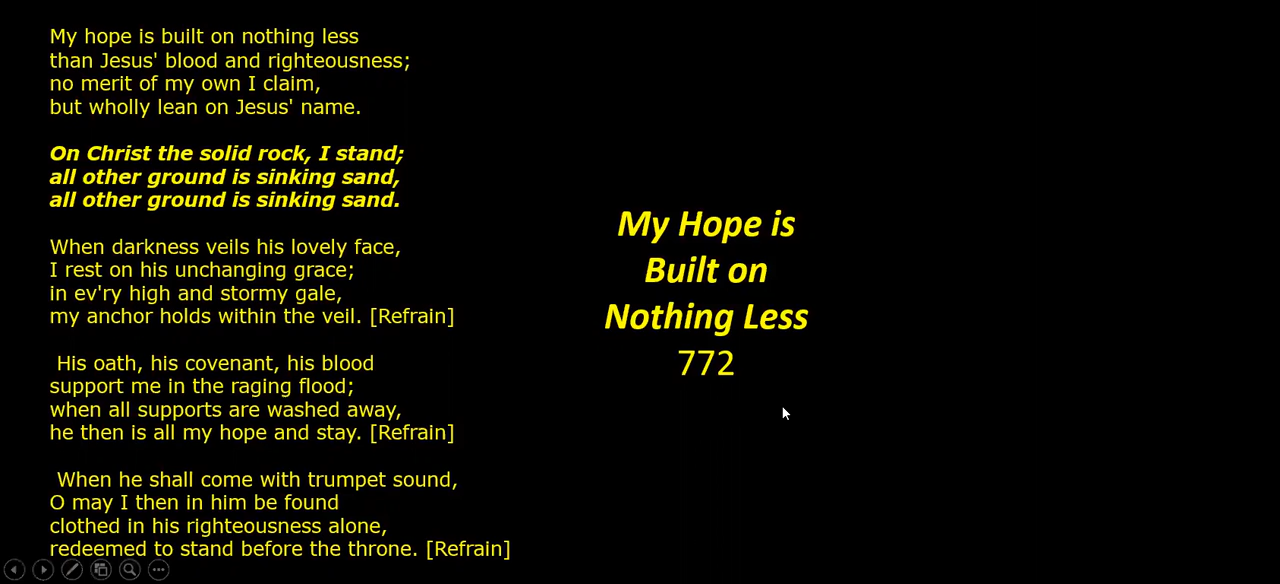 My hope is built on nothing less
than Jesus' blood and righteousness;
no merit of my own I claim,
but wholly lean on Jesus' name.
On Christ the solid rock, I stand;
all other ground is sinking sand,
all other ground is sinking sand.
When darkness veils his lovely face,
I rest on his unchanging grace;
in ev'ry high and stormy gale,
my anchor holds within the veil. [Refrain]
His oath, his covenant, his blood
support me in the raging flood;
when all supports are washed away,
he then is all my hope and stay. [Refrain]
When he shall come with trumpet sound,
O may I then in him be found
clothed in his righteousness alone,
redeemed to stand before the throne. [Refrain]
My Hope is
Built on
Nothing Less
772